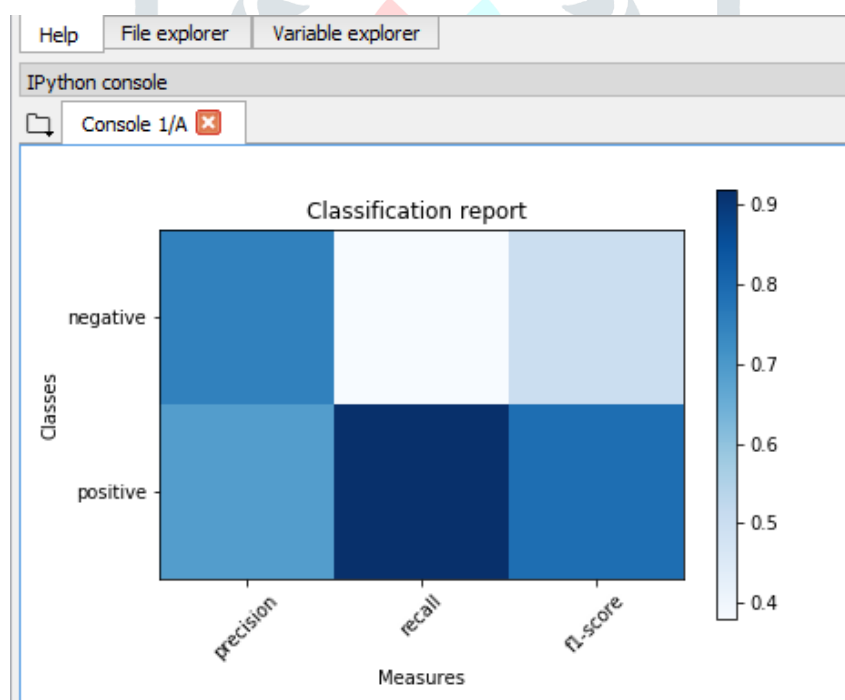 Help File explorer Variable explorer
IPython console
Console 1/A
Classification report
0.9
0.8
0.7
0.6
0.5
0.4
negative
positive
Classes
precision recall f1-score
Measures